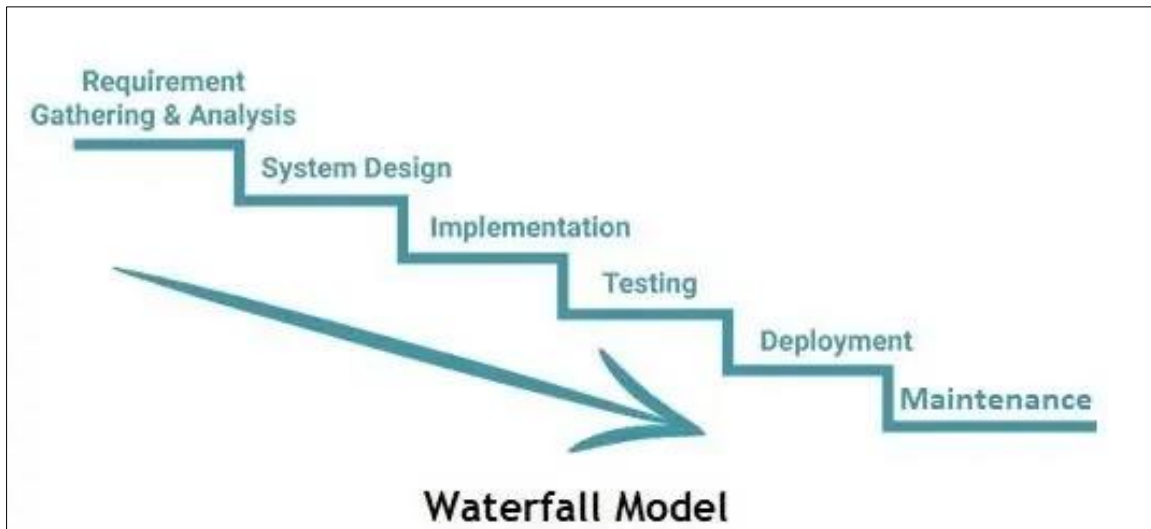 Requirement
Gathering & Analysis
System Design
Implementation
Testing
Deployment
Maintenance
Waterfall Model